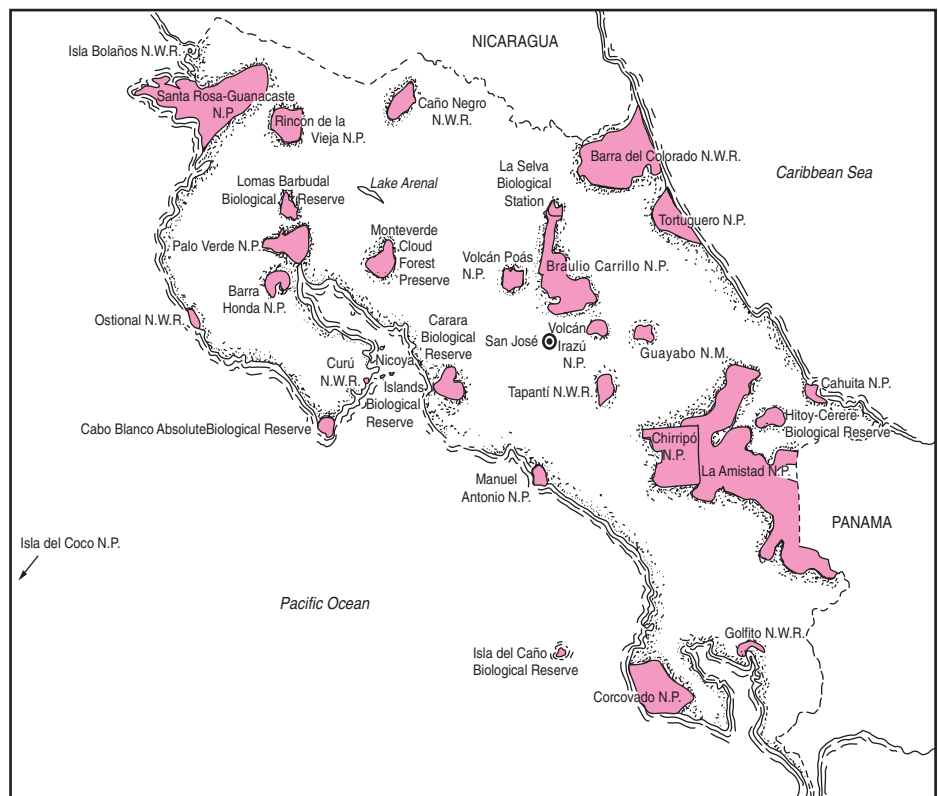 NICARAGUA
Isla Bolaños N.W.R.
Santa Rosa-Guanacaste
N.P.
Rincón de la
Vieja N.P.
Caño Negro
N.W.R.
Barra del Colorado N.W.R.
Caribbean Sea
La Selva
Biological
Station
Lomas Barbudal
Biological Reserve
Lake Arenal
Tortuguero N.P.
Palo Verde N.P.
Monteverde
Cloud
Forest
Preserve
Volcán Poás
N.P.
Braulio Carrillo N.P.
Barra
Honda N.P.
Ostional N.W.R.
Carara
Biological
Reserve
San José
Volcán
Irazú
N.P.
Guayabo N.M.
Curú
N.W.R.
Nicoya
Islands
Biological
Reserve
Tapantí N.W.R.
Cahuita N.P.
Hitoy-Cerere
Biological Reserve
Cabo Blanco AbsoluteBiological Reserve
Chirripó
N.P.
La Amistad N.P.
Manuel
Antonio N.P.
PANAMA
Isla del Coco N.P.
Pacific Ocean
Golfito N.W.R.
Isla del Caño
Biological Reserve
Corcovado N.P.